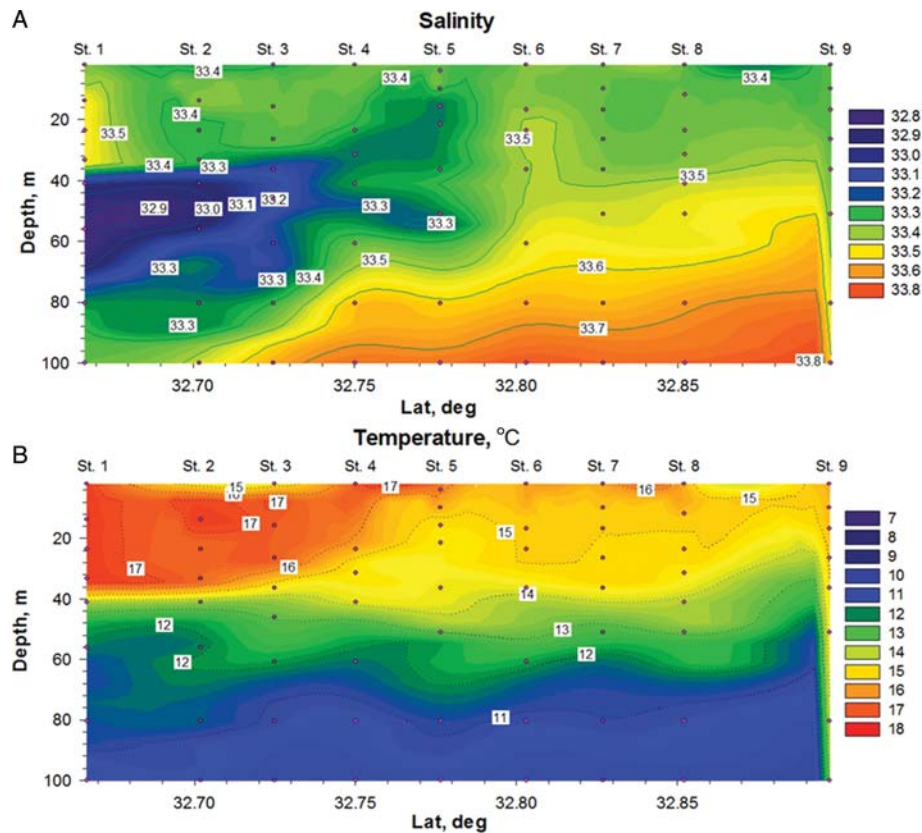 A
Salinity
St. 1 St. 2 St. 3 St. 4 St. 5 St. 6 St. 7 St. 8 St. 9
33.4 33.4 33.4
33.5 33.4 33.5
33.4 33.3 33.5
32.9 33.0 33.1 33.2 33.3 33.3
33.3 33.3 33.4 33.5 33.6
33.3 33.7
33.8
20
40
60
80
100
Depth, m
32.70 32.75 32.80 32.85
Lat, deg
32.8
32.9
33.0
33.1
33.2
33.3
33.4
33.5
33.6
33.8
B
Temperature, °C
St. 1 St. 2 St. 3 St. 4 St. 5 St. 6 St. 7 St. 8 St. 9
15 17 17 16 15
17 15
17 16
14
12 13
12 12
11
20
40
60
80
100
Depth, m
32.70 32.75 32.80 32.85
Lat, deg
7
8
9
10
11
12
13
14
15
16
17
18